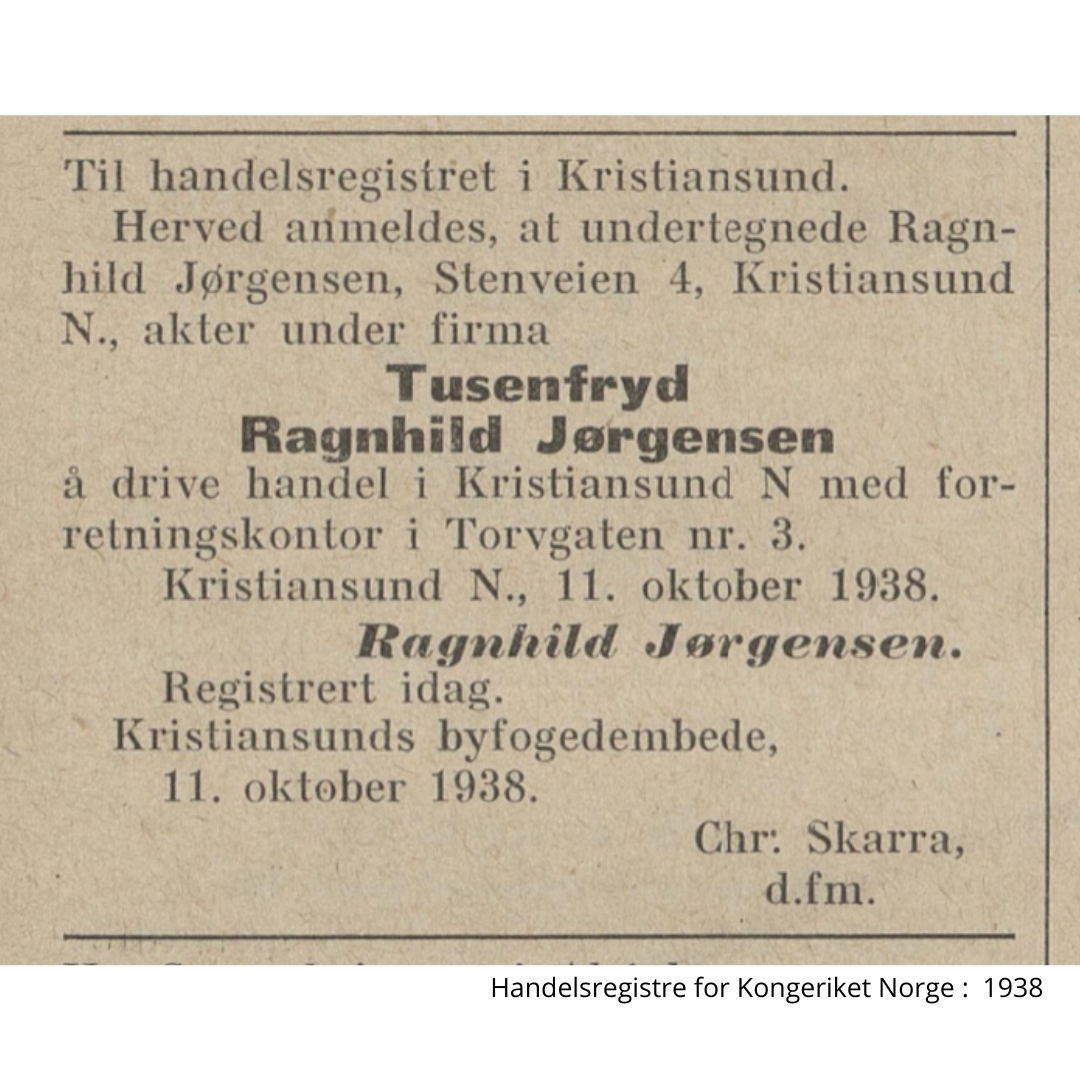 Til handelsregistret i Kristiansund.
Herved anmeldes, at undertegnede Ragn-
hild Jørgensen, Stenveien 4, Kristiansund
N., akter under firma
Tusenfryd
Ragnhild Jørgensen
å drive handel i Kristiansund N med for-
retningskontor i Torvgaten nr. 3.
Kristiansund N., 11. oktober 1938.
Ragnhild Jørgensen.
Registrert idag.
Kristiansunds byfogedembede,
11. oktober 1938.
Chr. Skarra,
d.fm.
Handelsregistre for Kongeriket Norge : 1938